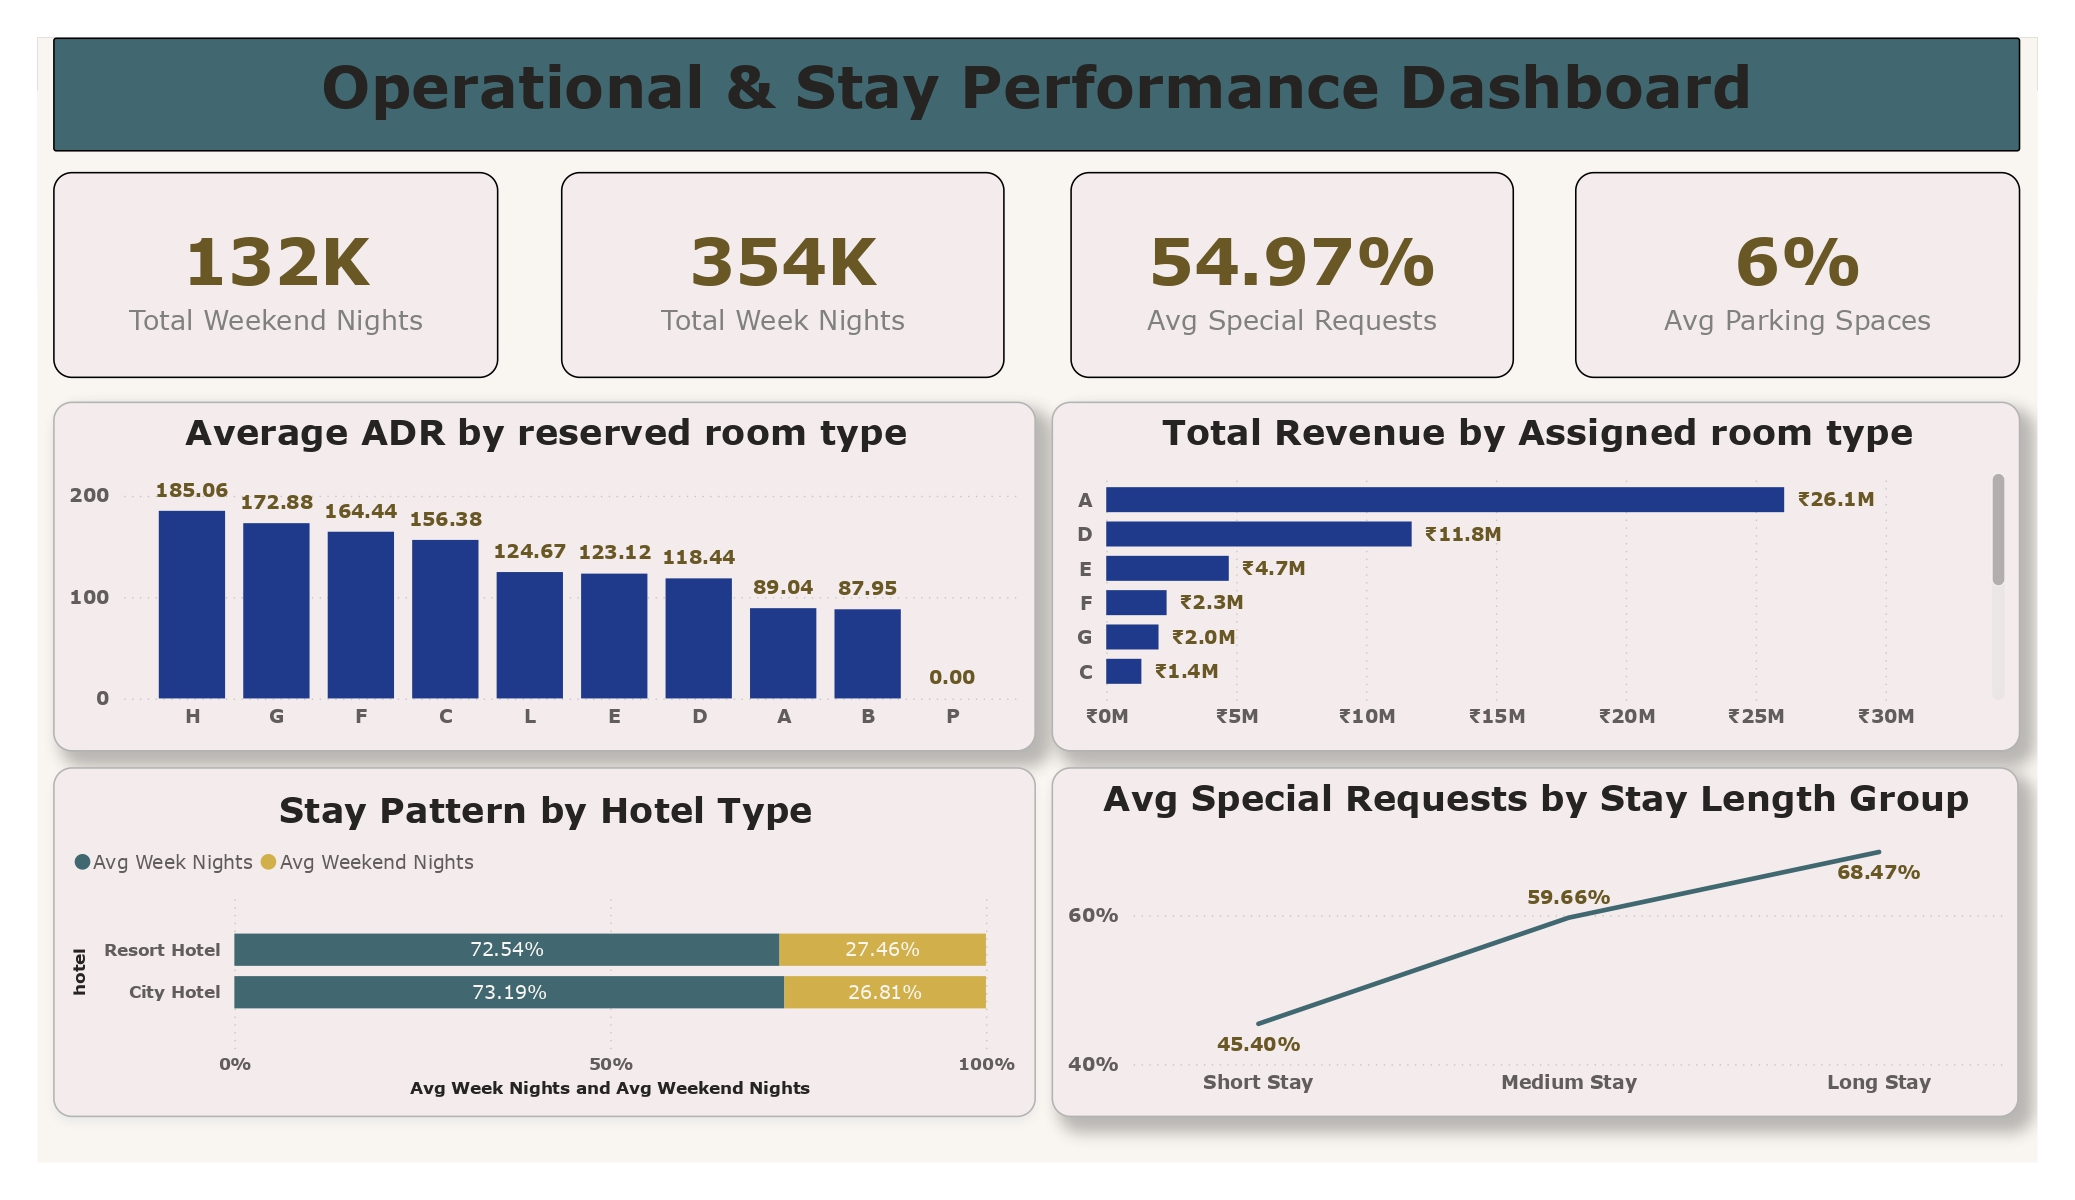 Operational & Stay Performance Dashboard
132K
Total Weekend Nights
354K
Total Week Nights
54.97%
Avg Special Requests
6%
Avg Parking Spaces
Average ADR by reserved room type
200
100
0
185.06
172.88
164.44
156.38
124.67
123.12
118.44
89.04
87.95
0.00
H
G
F
C
L
E
D
A
B
P
Total Revenue by Assigned room type
A ₹26.1M
D ₹11.8M
E ₹4.7M
F ₹2.3M
G ₹2.0M
C ₹1.4M
₹0M ₹5M ₹10M ₹15M ₹20M ₹25M ₹30M
Stay Pattern by Hotel Type
Avg Week Nights Avg Weekend Nights
hotel
Resort Hotel 72.54% 27.46%
City Hotel 73.19% 26.81%
0% 50% 100%
Avg Week Nights and Avg Weekend Nights
Avg Special Requests by Stay Length Group
60%
40%
45.40%
59.66%
68.47%
Short Stay Medium Stay Long Stay